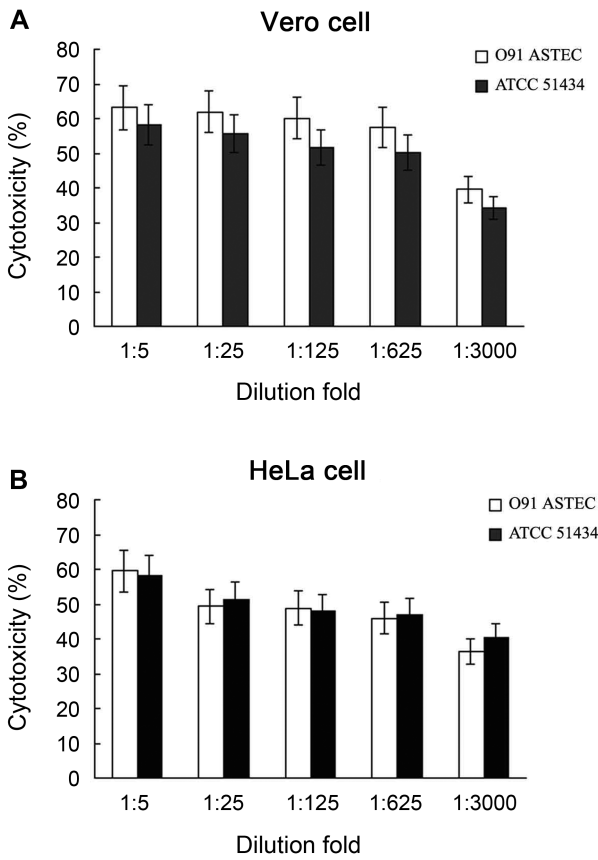 A
Vero cell
O91 ASTEC
ATCC 51434
Cytotoxicity (%)
80
70
60
50
40
30
20
10
0
1:5 1:25 1:125 1:625 1:3000
Dilution fold
B
HeLa cell
O91 ASTEC
ATCC 51434
Cytotoxicity (%)
80
70
60
50
40
30
20
10
0
1:5 1:25 1:125 1:625 1:3000
Dilution fold